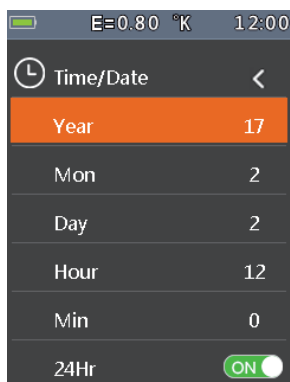 E=0.80 °K 12:00
Time/Date <
Year 17
Mon 2
Day 2
Hour 12
Min 0
24Hr ON